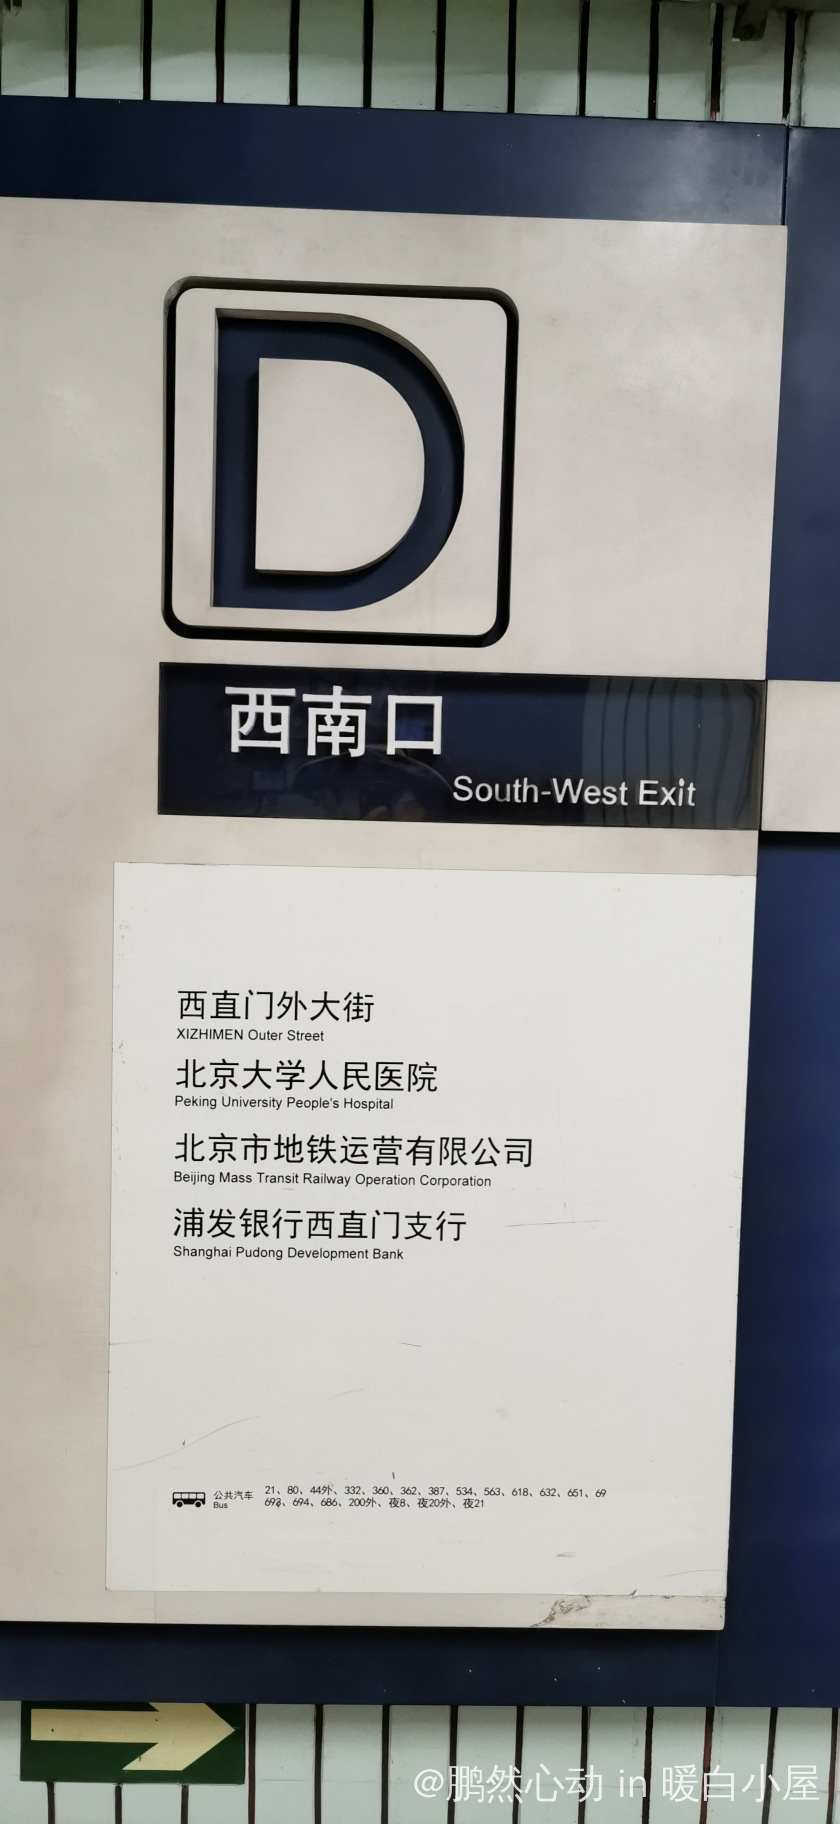 D
西南口
South-West Exit
西直门外大街
XIZHIMEN Outer Street
北京大学人民医院
Peking University People's Hospital
北京市地铁运营有限公司
Beijing Mass Transit Railway Operation Corporation
浦发银行西直门支行
Shanghai Pudong Development Bank
公共汽车
Bus
21、80、44外、332、360、362、387、534、563、618、632、651、69
693、694、686、200外、夜8、夜20外、夜21
@鹏然心动 in 暖白小屋